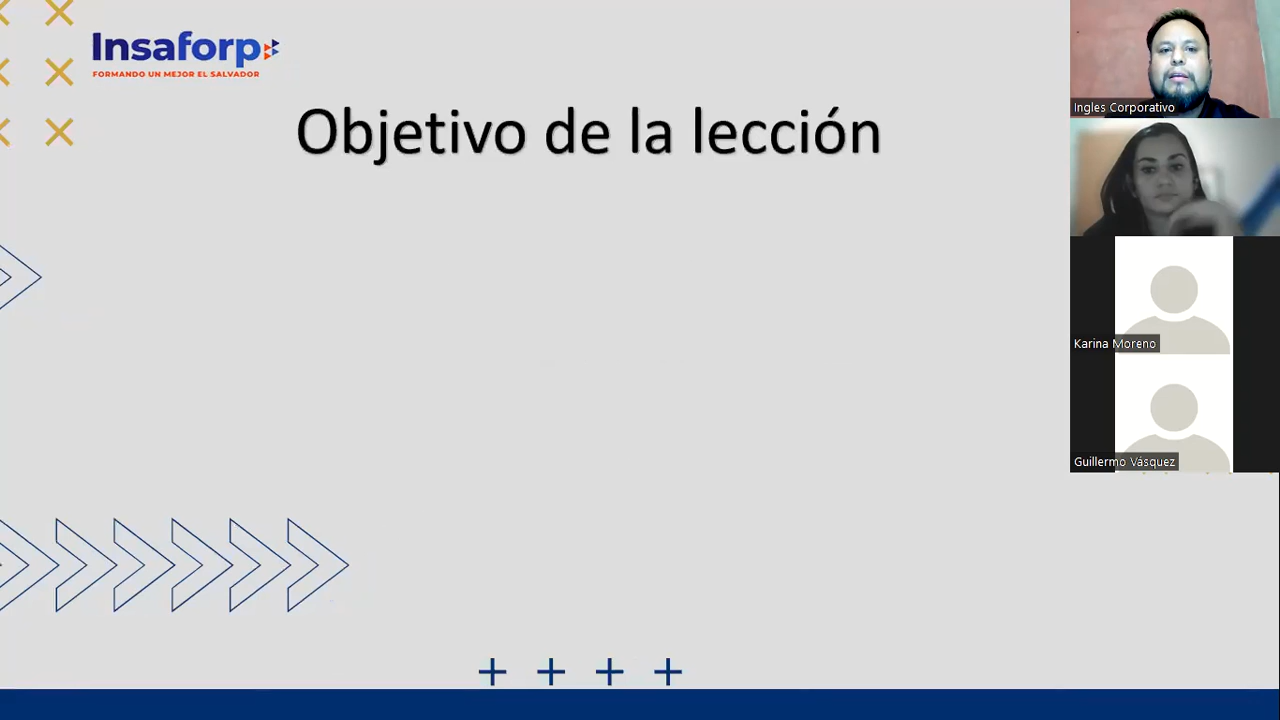 Insaforp
FORMANDO UN MEJOR EL SALVADOR
Objetivo de la lección
Ingles Corporativo
Karina Moreno
Guillermo Vásquez